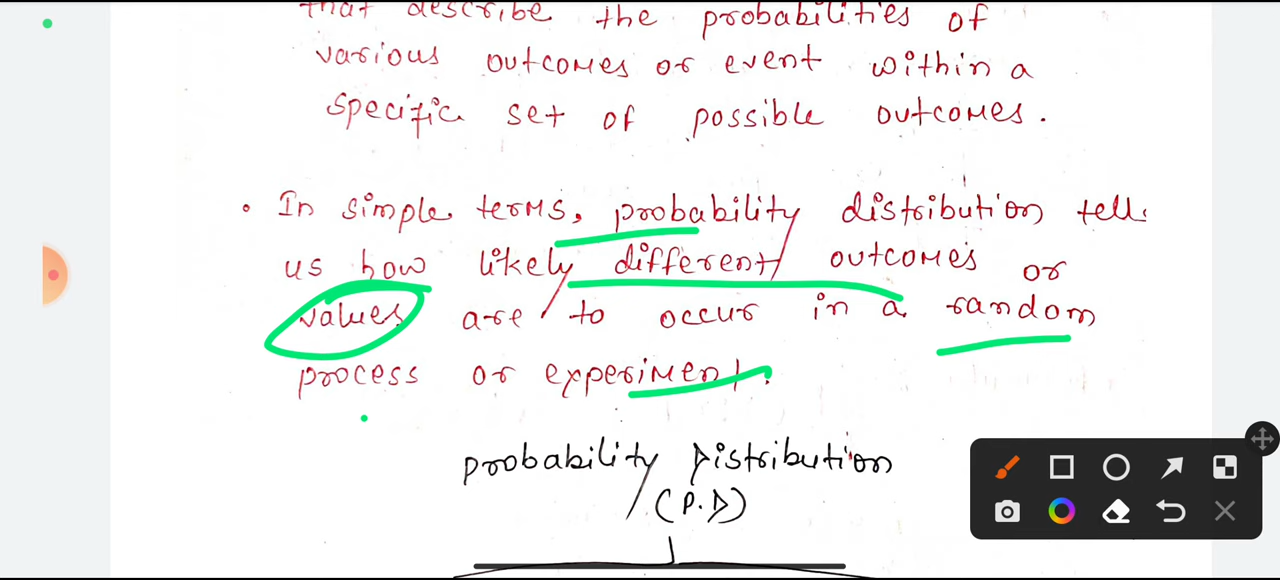 that describe the probabilities of
various outcomes or event within a
specific set of possible outcomes.
• In simple terms, probability distribution tell
us how likely different outcomes or
values are to occur in a random
process or experiment.
probability Distribution
(P.D)